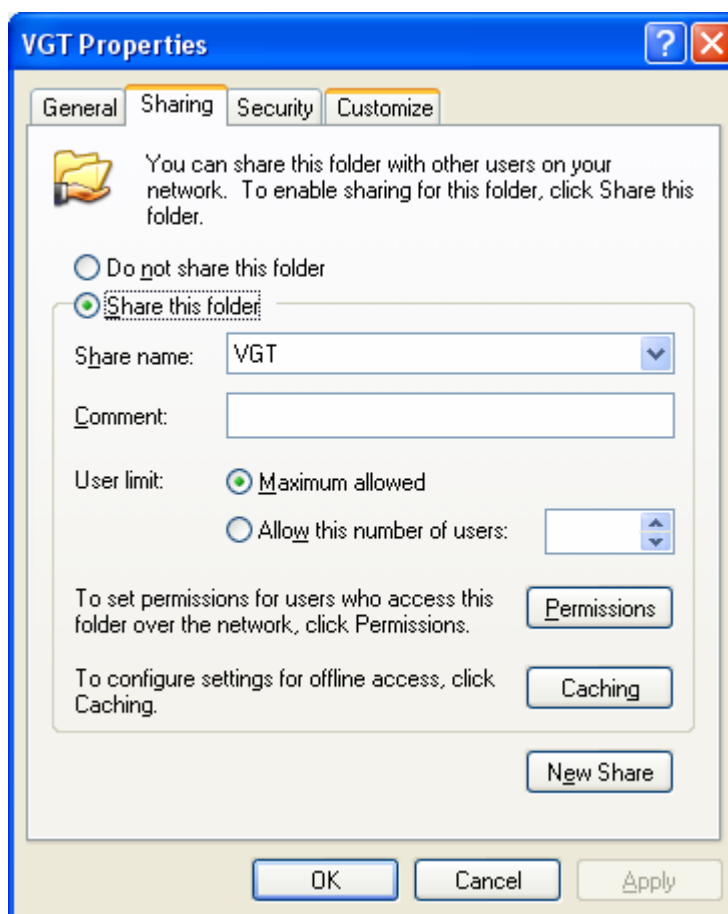 VGT Properties
General Sharing Security Customize
You can share this folder with other users on your
network. To enable sharing for this folder, click Share this
folder.
Do not share this folder
Share this folder
Share name: VGT
Comment:
User limit: Maximum allowed
Allow this number of users:
To set permissions for users who access this
folder over the network, click Permissions.
Permissions
To configure settings for offline access, click
Caching.
Caching
New Share
OK Cancel Apply